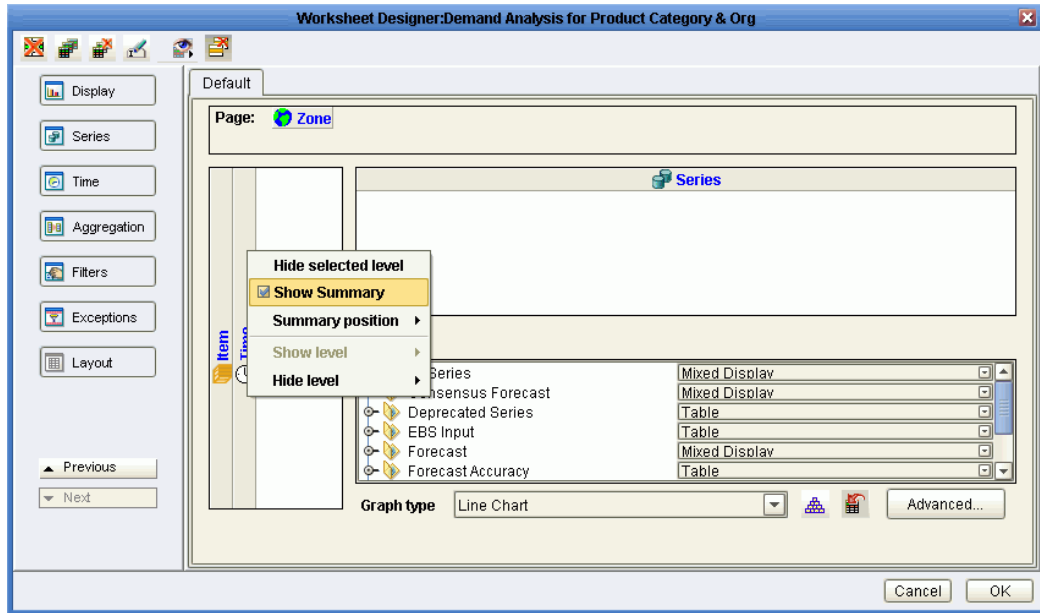 Worksheet Designer:Demand Analysis for Product Category & Org
Display
Series
Time
Aggregation
Filters
Exceptions
Layout
Previous
Next
Default
Page: Zone
Item
Time
Series
Hide selected level
Show Summary
Summary position
Show level
Hide level
Series Mixed Display
Consensus Forecast Mixed Display
Deprecated Series Table
EBS Input Table
Forecast Mixed Display
Forecast Accuracy Table
Graph type Line Chart Advanced...
Cancel OK